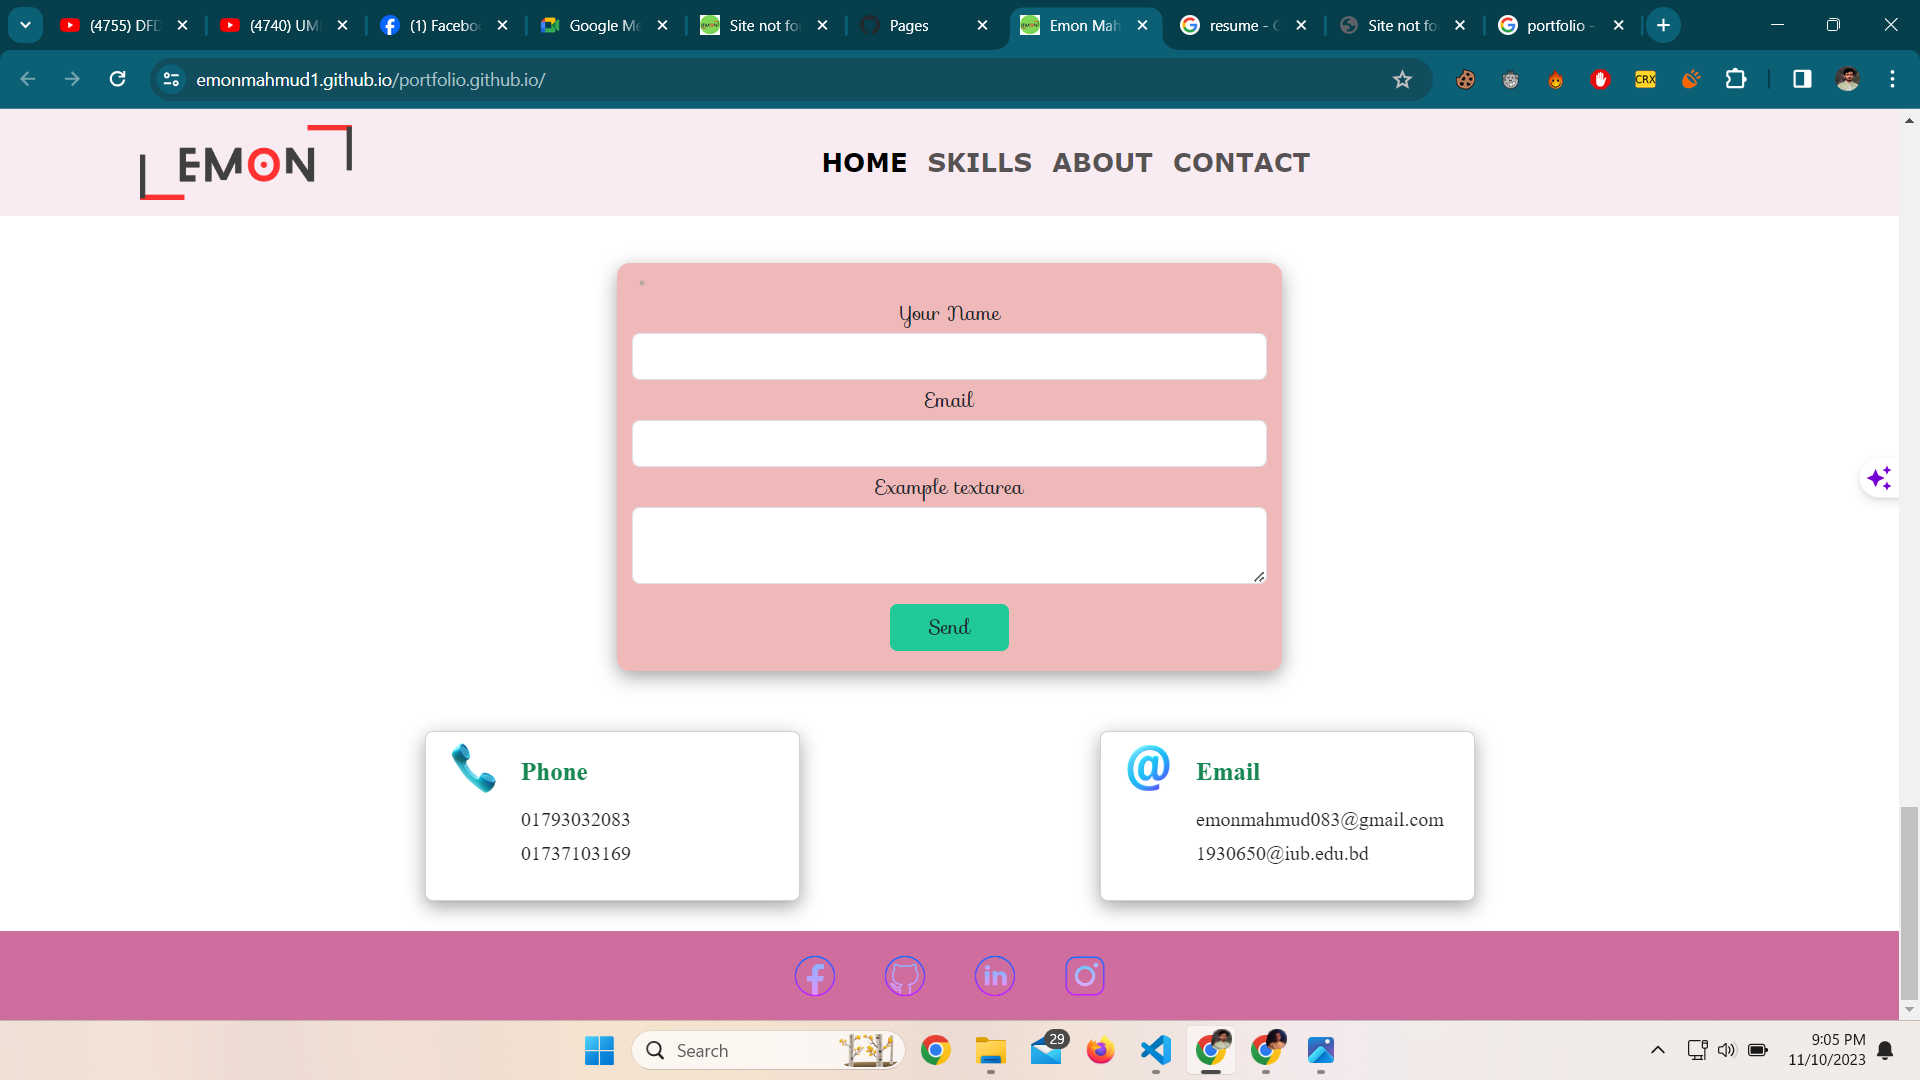 (4755) DFD
(4740) UMl
(1) Facebo
Google Me
Site not fo
Pages
Emon Mah
resume - G
Site not fo
portfolio -
emonmahmud1.github.io/portfolio.github.io/
CRX
EMON
HOME SKILLS ABOUT CONTACT
Your Name
Email
Example textarea
Send
Phone
01793032083
01737103169
Email
emonmahmud083@gmail.com
1930650@iub.edu.bd
Search
29
9:05 PM
11/10/2023